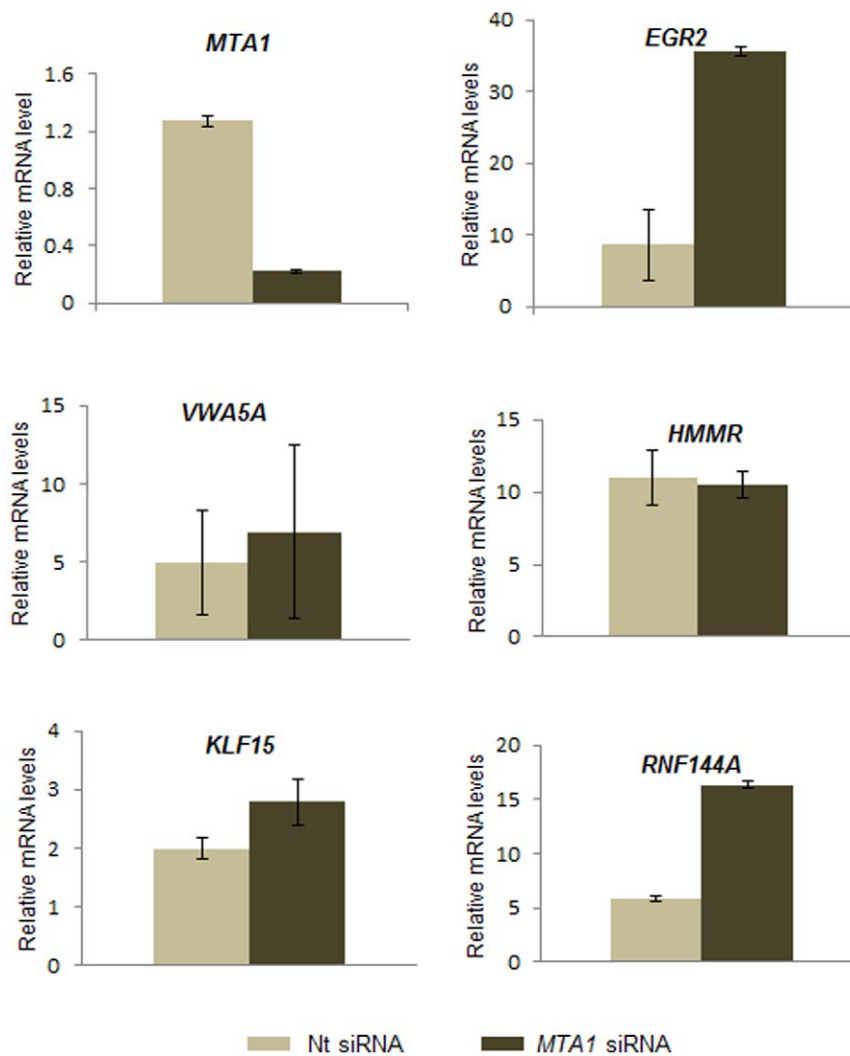 MTA1
Relative mRNA level
1.6
1.2
0.8
0.4
0
EGR2
Relative mRNA levels
40
30
20
10
0
VWA5A
Relative mRNA levels
15
10
5
0
HMMR
Relative mRNA levels
15
10
5
0
KLF15
Relative mRNA levels
4
3
2
1
0
RNF144A
Relative mRNA levels
20
15
10
5
0
Nt siRNA
MTA1 siRNA